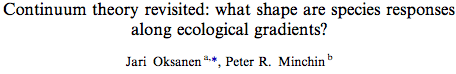 Continuum theory revisited: what shape are species responses
along ecological gradients?
Jari Oksanen a,*, Peter R. Minchin b